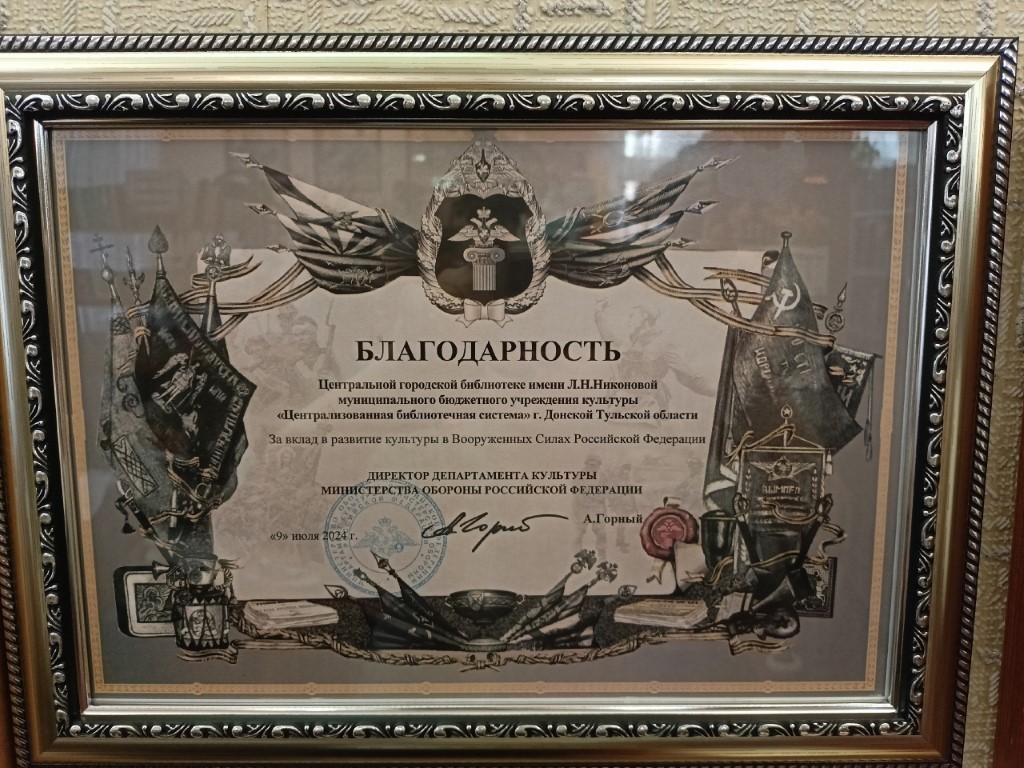 БЛАГОДАРНОСТЬ
Центральной городской библиотеке имени Л.Н.Никоновой
муниципального бюджетного учреждения культуры
«Централизованная библиотечная система» г. Донской Тульской области
За вклад в развитие культуры в Вооруженных Силах Российской Федерации
ДИРЕКТОР ДЕПАРТАМЕНТА КУЛЬТУРЫ
МИНИСТЕРСТВА ОБОРОНЫ РОССИЙСКОЙ ФЕДЕРАЦИИ
А.Горный
«9» июля 2024 г.
ВЫМПЕЛ